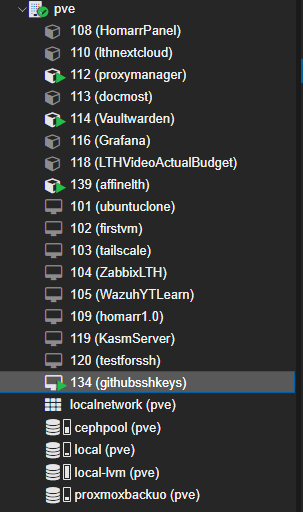 pve
108 (HomarrPanel)
110 (lthnextcloud)
112 (proxymanager)
113 (docmost)
114 (Vaultwarden)
116 (Grafana)
118 (LTHVideoActualBudget)
139 (affinelth)
101 (ubuntuclone)
102 (firstvm)
103 (tailscale)
104 (ZabbixLTH)
105 (WazuhYTLearn)
109 (homarr1.0)
119 (KasmServer)
120 (testforssh)
134 (githubsshkeys)
localnetwork (pve)
cephpool (pve)
local (pve)
local-lvm (pve)
proxmoxbackuo (pve)